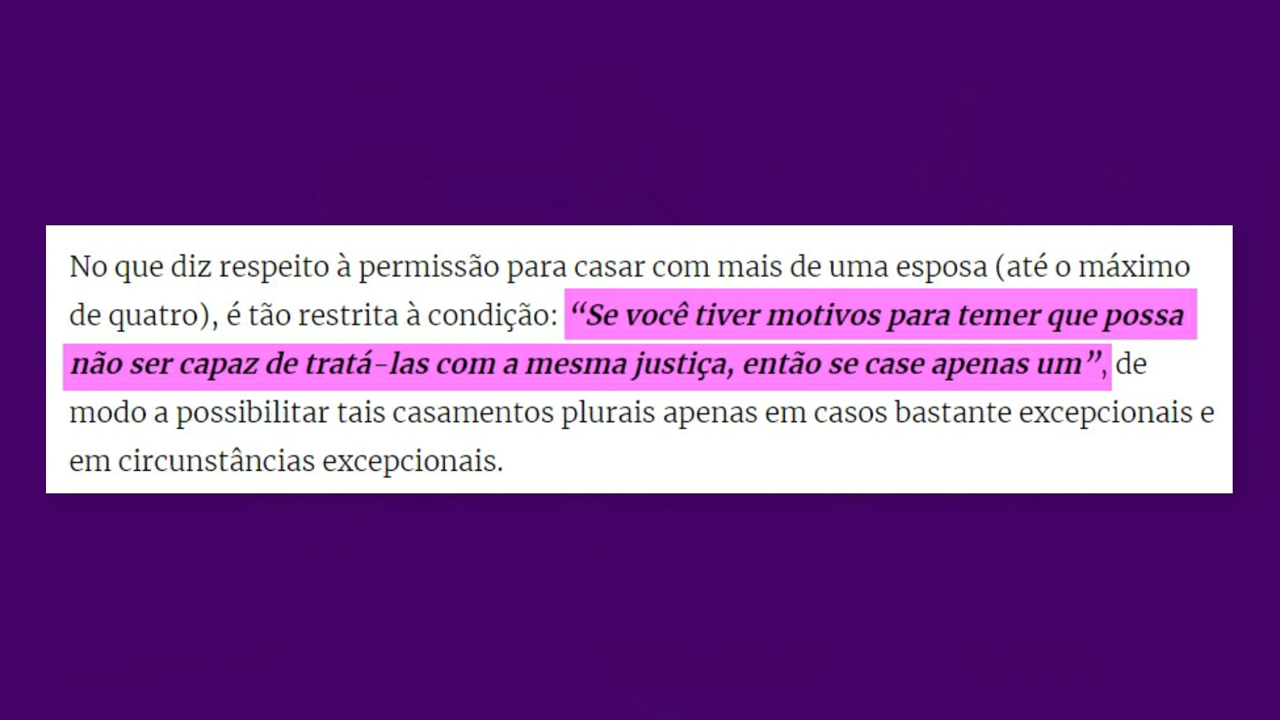 No que diz respeito à permissão para casar com mais de uma esposa (até o máximo
de quatro), é tão restrita à condição: “Se você tiver motivos para temer que possa
não ser capaz de tratá-las com a mesma justiça, então se case apenas um”, de
modo a possibilitar tais casamentos plurais apenas em casos bastante excepcionais e
em circunstâncias excepcionais.